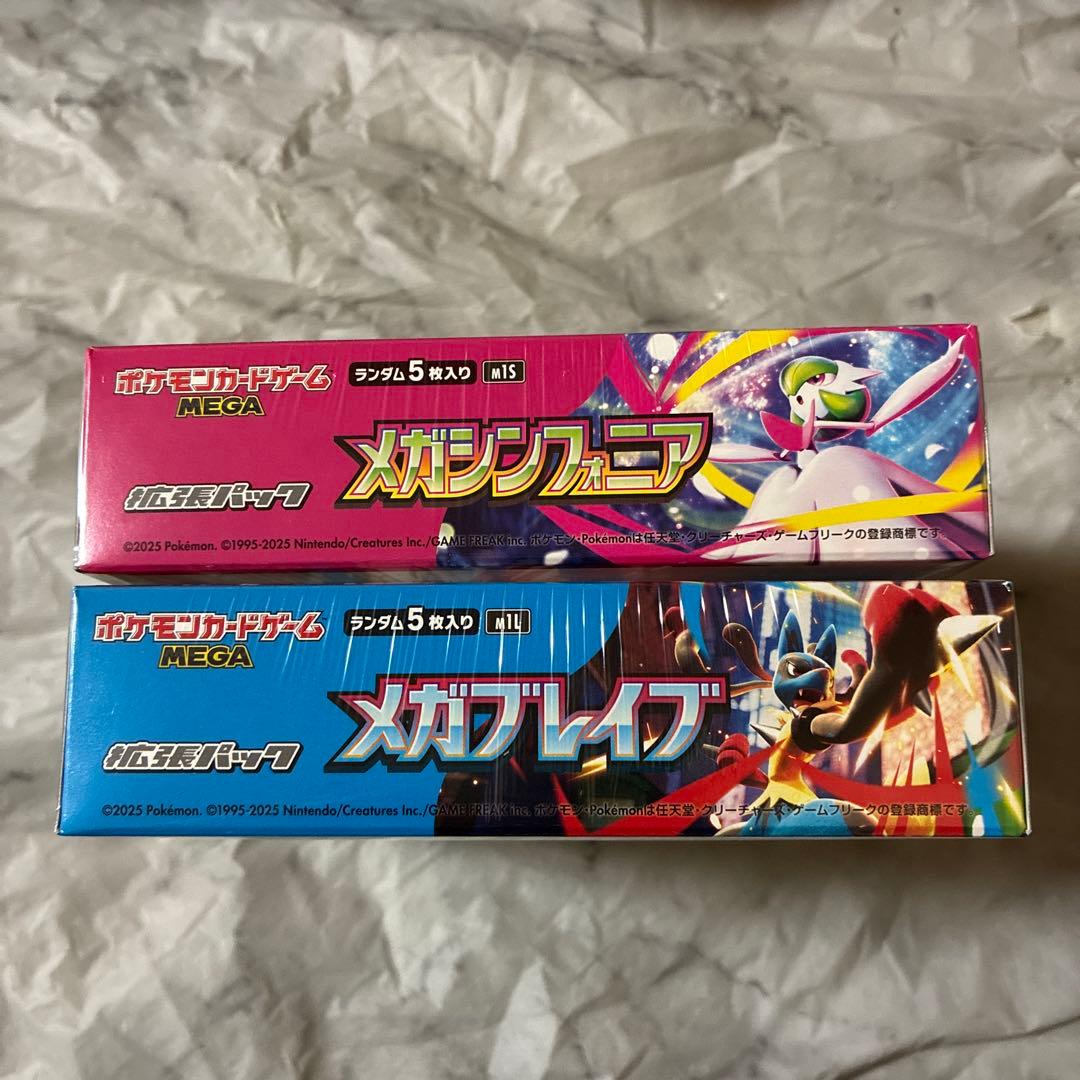 ポケモンカードゲーム
MEGA
ランダム5枚入り M1S
メガシンフォニア
拡張パック
©2025 Pokémon. ©1995-2025 Nintendo/Creatures Inc./GAME FREAK inc. ポケモン・Pokémonは任天堂・クリーチャーズ・ゲームフリークの登録商標です。
ポケモンカードゲーム
MEGA
ランダム5枚入り M1L
メガブレイブ
拡張パック
©2025 Pokémon. ©1995-2025 Nintendo/Creatures Inc./GAME FREAK inc. ポケモン・Pokémonは任天堂・クリーチャーズ・ゲームフリークの登録商標です。